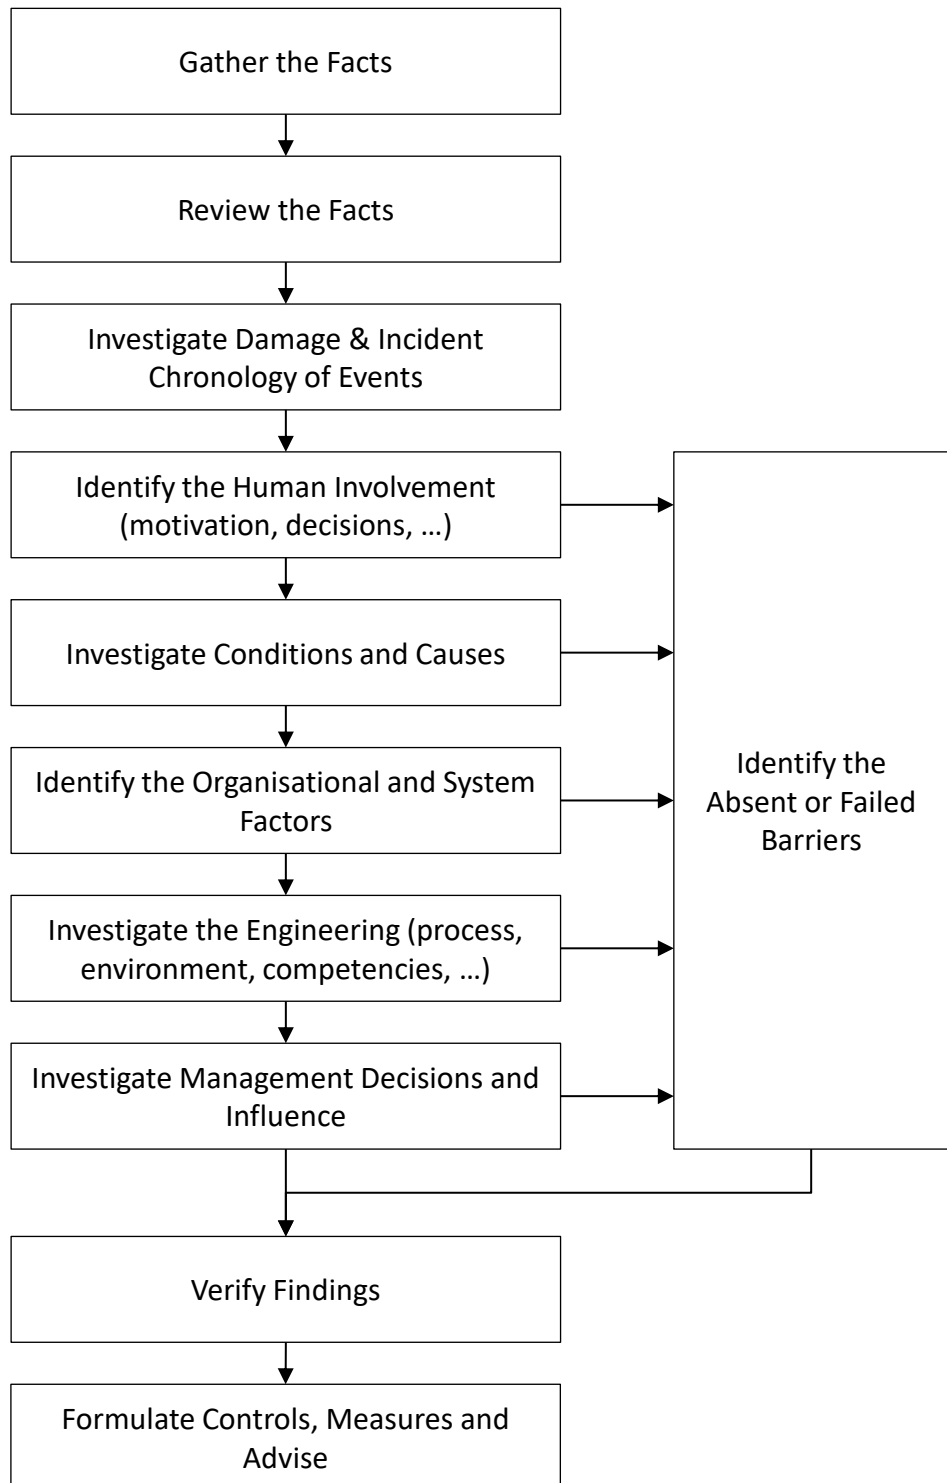 Gather the Facts
Review the Facts
Investigate Damage & Incident
Chronology of Events
Identify the Human Involvement
(motivation, decisions, …)
Investigate Conditions and Causes
Identify the Organisational and System
Factors
Investigate the Engineering (process,
environment, competencies, …)
Investigate Management Decisions and
Influence
Identify the
Absent or Failed
Barriers
Verify Findings
Formulate Controls, Measures and
Advise